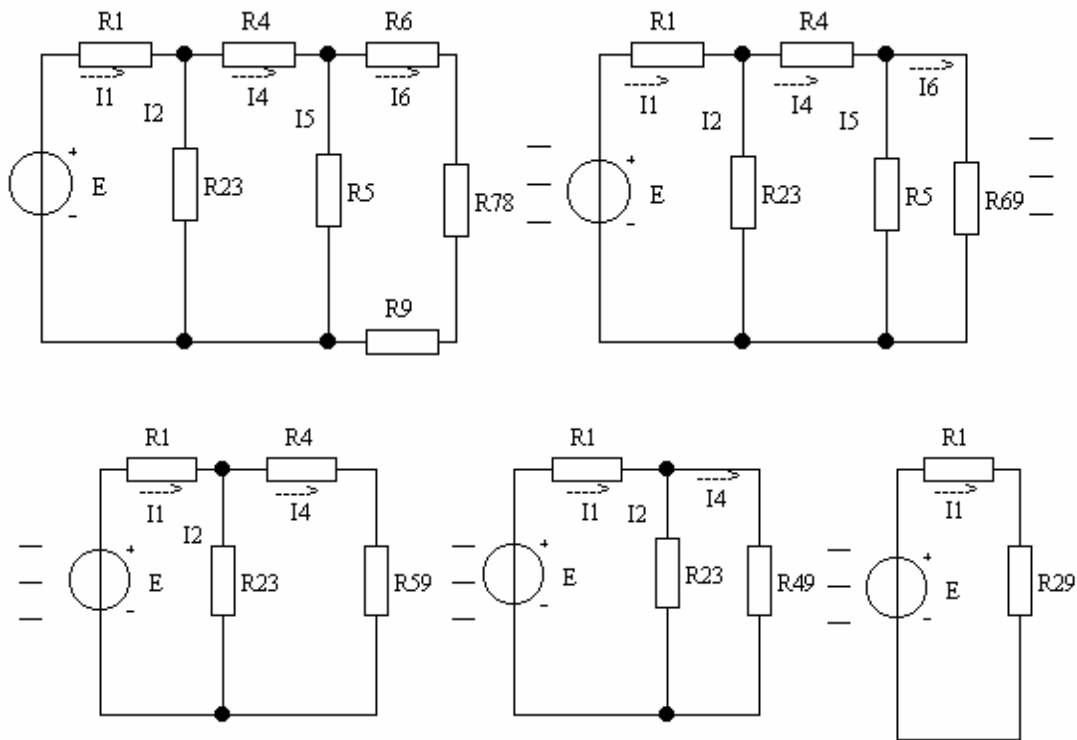 R1 R4 R6
I1 I4 I6
I2 I5
+
E R23 R5 R78
-
R9
R1 R4
I1 I4 I6
I2 I5
+
E R23 R5 R69
-
R1 R4
I1 I4
I2
+
E R23 R59
-
R1
I1 I2 I4
+
E R23 R49
-
R1
I1
+
E R29
-